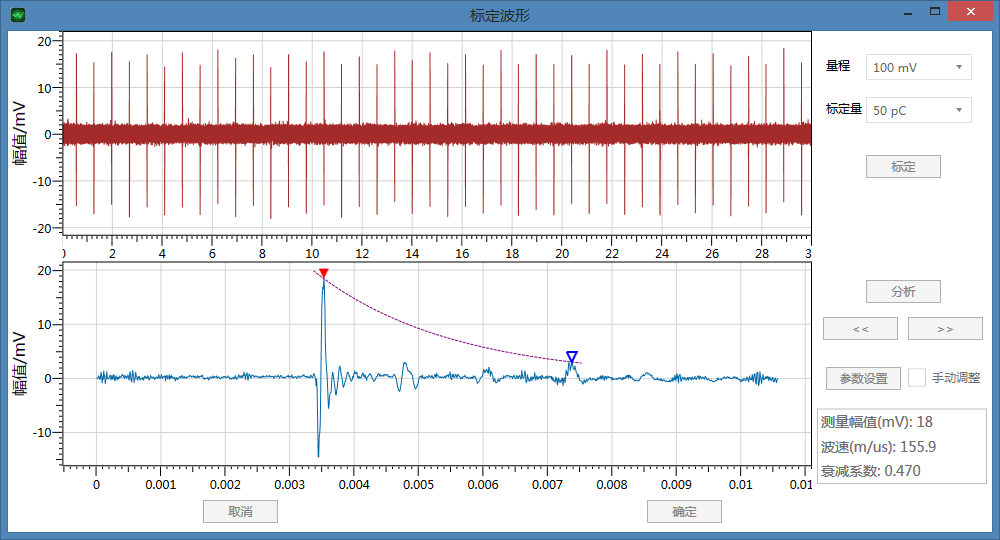 标定波形
幅值/mV
20
10
0
-10
-20
0 2 4 6 8 10 12 14 16 18 20 22 24 26 28 3
幅值/mV
20
10
0
-10
0 0.001 0.002 0.003 0.004 0.005 0.006 0.007 0.008 0.009 0.01 0.01
取消
确定
量程
100 mV
标定量
50 pC
标定
分析
<<
>>
参数设置
手动调整
测量幅值(mV): 18
波速(m/us): 155.9
衰减系数: 0.470